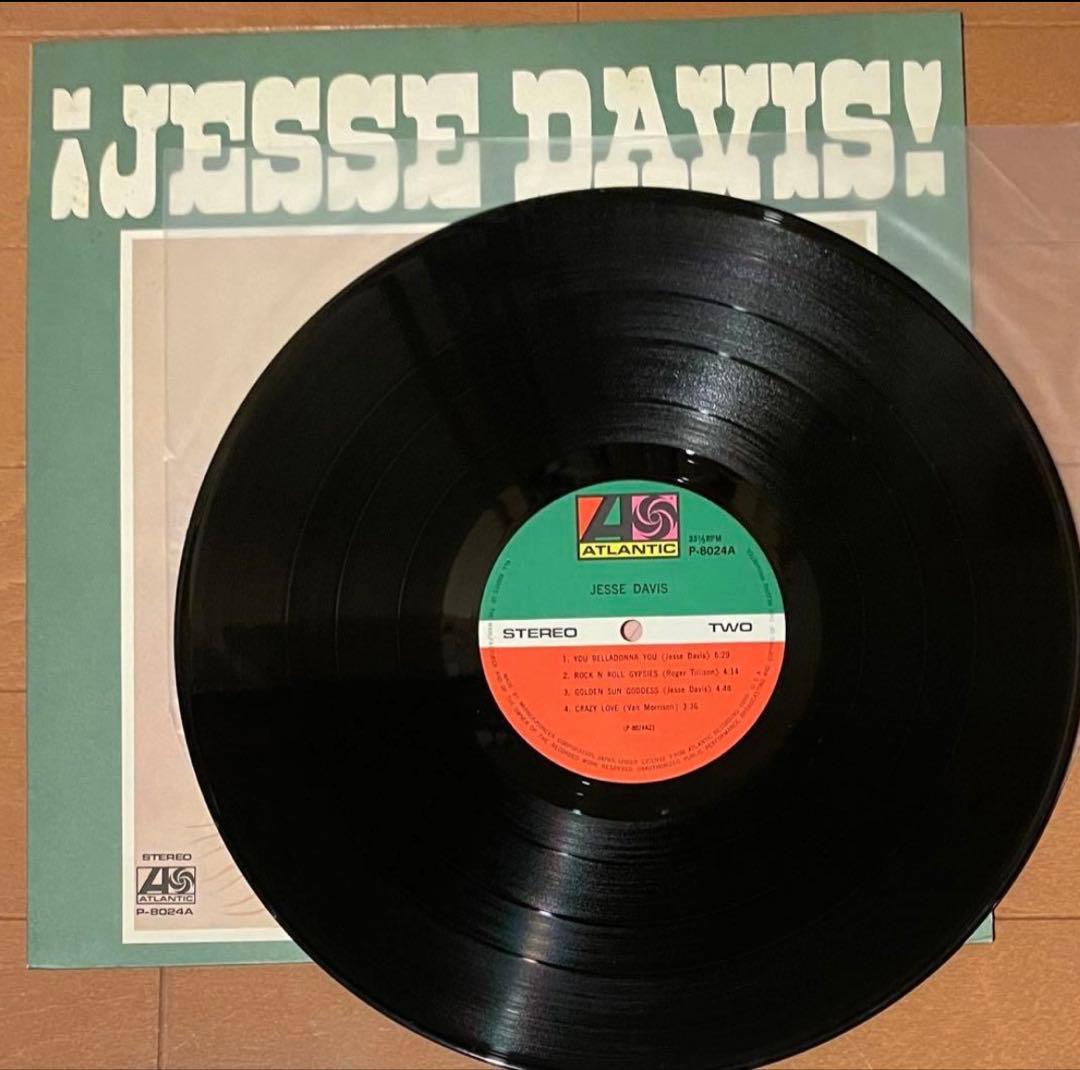 ¡JESSE DAVIS!
ATLANTIC
33⅓RPM
P-8024A
JESSE DAVIS
STEREO
TWO
1. YOU BELLADONNA YOU (Jesse Davis) 6:29
2. ROCK N ROLL GYPSIES (Roger Tillison) 4:14
3. GOLDEN SUN GODDESS (Jesse Davis) 4:48
4. CRAZY LOVE (Van Morrison) 3:36
(P-8024A2)
STEREO
ATLANTIC
P-8024A